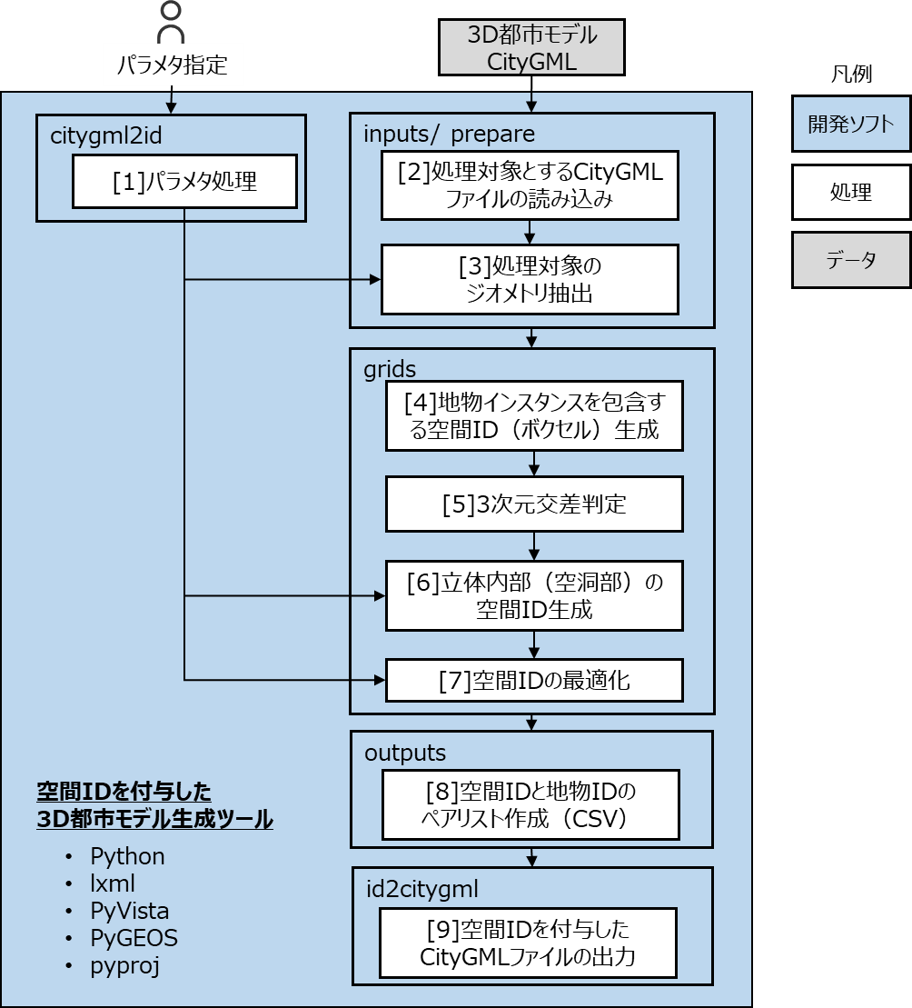 パラメタ指定
3D都市モデル
CityGML
凡例
開発ソフト
処理
データ
citygml2id
[1]パラメタ処理
inputs/ prepare
[2]処理対象とするCityGML
ファイルの読み込み
[3]処理対象の
ジオメトリ抽出
grids
[4]地物インスタンスを包含す
る空間ID（ボクセル）生成
[5]3次元交差判定
[6]立体内部（空洞部）の
空間ID生成
[7]空間IDの最適化
outputs
[8]空間IDと地物IDの
ペアリスト作成（CSV）
id2citygml
[9]空間IDを付与した
CityGMLファイルの出力
空間IDを付与した
3D都市モデル生成ツール
• Python
• lxml
• PyVista
• PyGEOS
• pyproj